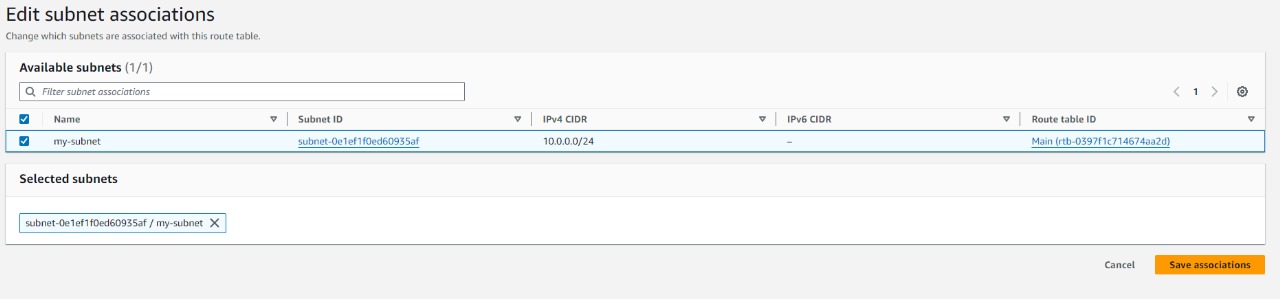 Edit subnet associations
Change which subnets are associated with this route table.
Available subnets (1/1)
Filter subnet associations
1
Name Subnet ID IPv4 CIDR IPv6 CIDR Route table ID
my-subnet subnet-0e1ef1f0ed60935af 10.0.0.0/24 – Main (rtb-0397f1c714674aa2d)
Selected subnets
subnet-0e1ef1f0ed60935af / my-subnet
Cancel Save associations